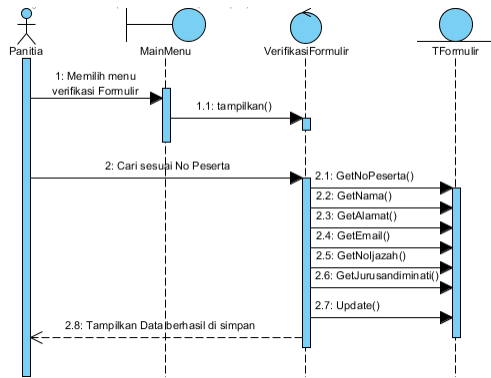 Panitia
MainMenu
VerifikasiFormulir
TFormulir
1: Memilih menu
verifikasi Formulir
1.1: tampilkan()
2: Cari sesuai No Peserta
2.1: GetNoPeserta()
2.2: GetNama()
2.3: GetAlamat()
2.4: GetEmail()
2.5: GetNoIjazah()
2.6: GetJurusandiminati()
2.7: Update()
2.8: Tampilkan Data berhasil di simpan